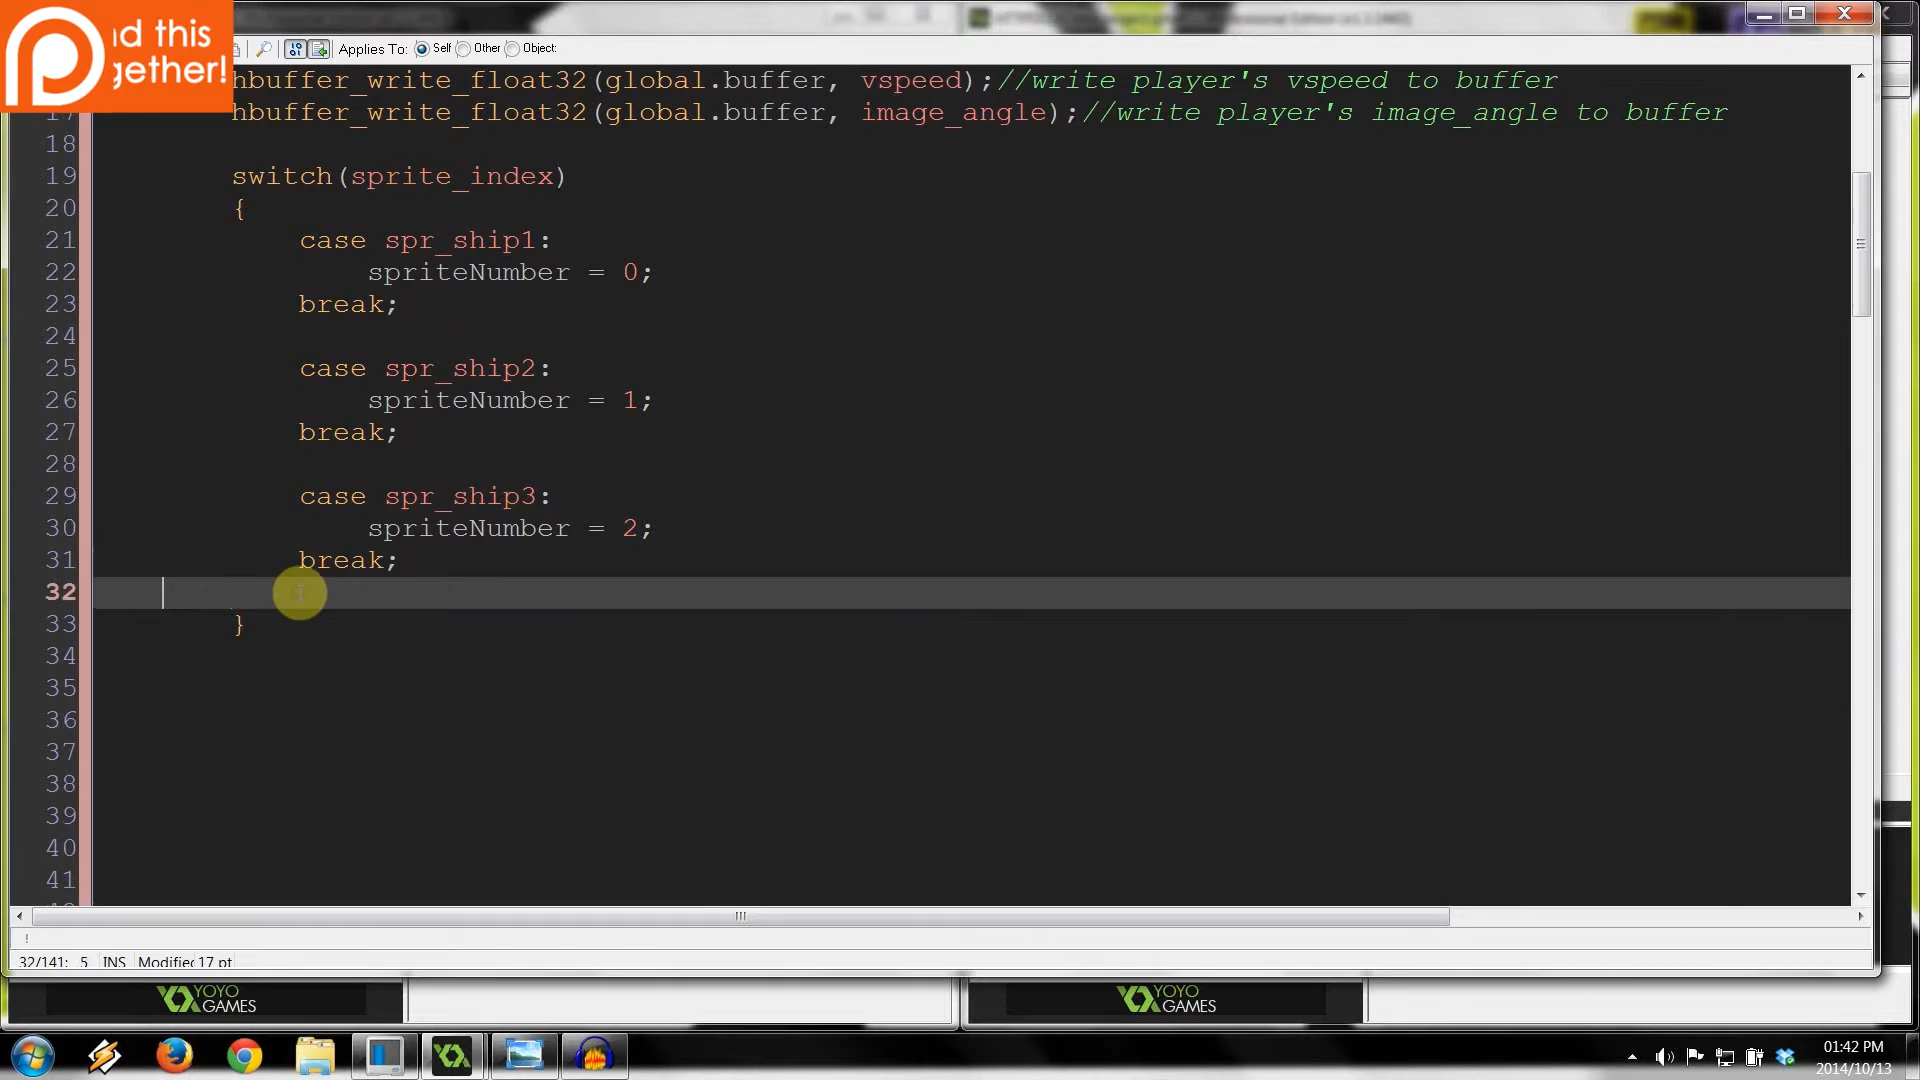 d this
gether!
Applies To: Self Other Object:
hbuffer_write_float32(global.buffer, vspeed);//write player's vspeed to buffer
17 hbuffer_write_float32(global.buffer, image_angle);//write player's image_angle to buffer
18
19 switch(sprite_index)
20 {
21 case spr_ship1:
22 spriteNumber = 0;
23 break;
24
25 case spr_ship2:
26 spriteNumber = 1;
27 break;
28
29 case spr_ship3:
30 spriteNumber = 2;
31 break;
32
33 }
34
35
36
37
38
39
40
41
32/141: 5 INS Modified 17 pt
YOYO GAMES
YOYO GAMES
01:42 PM
2014/10/13